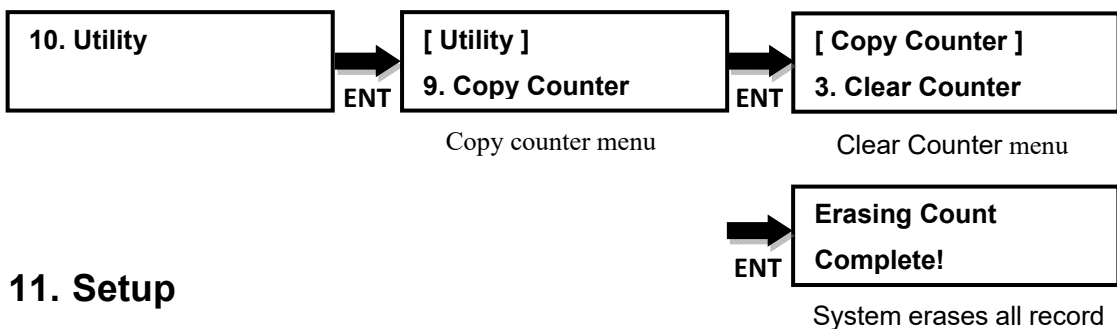 10. Utility
ENT
[ Utility ]
9. Copy Counter
ENT
[ Copy Counter ]
3. Clear Counter
Copy counter menu
Clear Counter menu
ENT
Erasing Count
Complete!
11. Setup
System erases all record